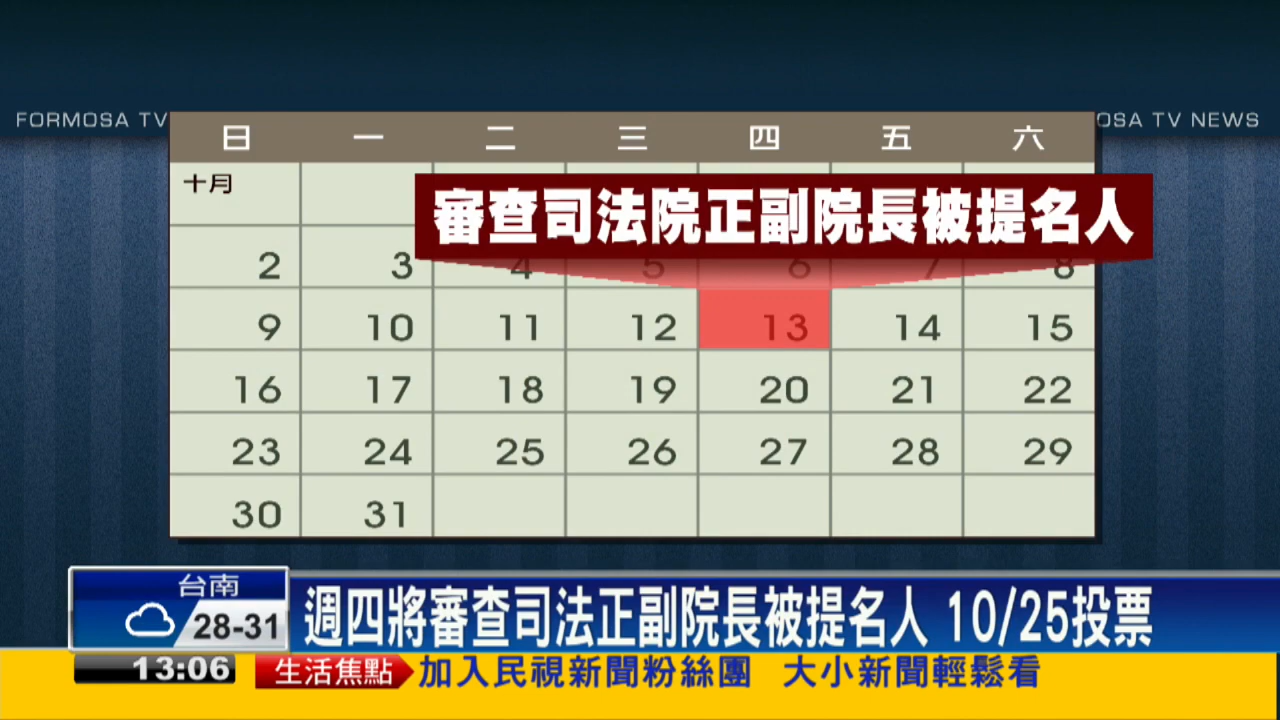 FORMOSA TV
OSA TV NEWS
日 一 二 三 四 五 六
十月
審查司法院正副院長被提名人
2 3 4 5 6 7 8
9 10 11 12 13 14 15
16 17 18 19 20 21 22
23 24 25 26 27 28 29
30 31
台南
28-31
週四將審查司法正副院長被提名人 10/25投票
13:06
生活焦點
加入民視新聞粉絲團 大小新聞輕鬆看